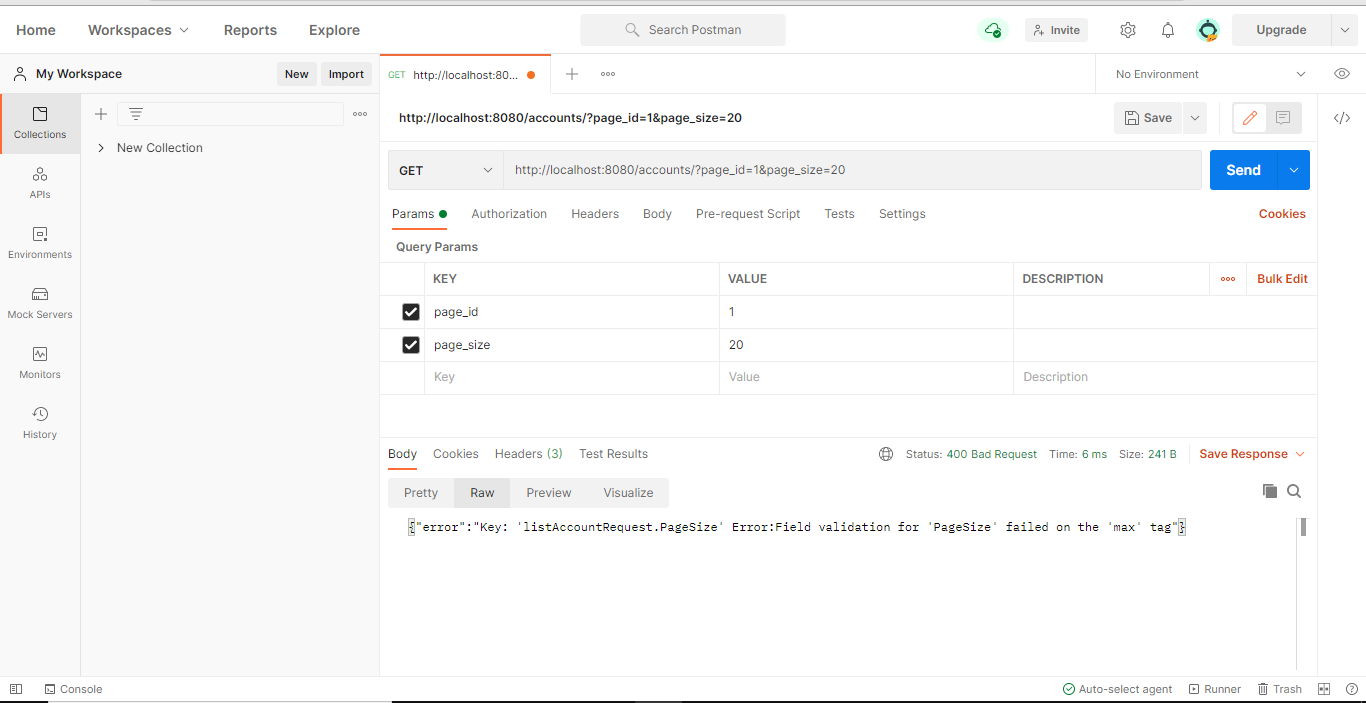 Home Workspaces Reports Explore Search Postman Invite Upgrade
My Workspace New Import GET http://localhost:80... No Environment
Collections
New Collection
APIs
Environments
Mock Servers
Monitors
History
http://localhost:8080/accounts/?page_id=1&page_size=20 Save
GET http://localhost:8080/accounts/?page_id=1&page_size=20 Send
Params Authorization Headers Body Pre-request Script Tests Settings Cookies
Query Params
KEY VALUE DESCRIPTION Bulk Edit
page_id 1
page_size 20
Key Value Description
Body Cookies Headers (3) Test Results Status: 400 Bad Request Time: 6 ms Size: 241 B Save Response
Pretty Raw Preview Visualize
{"error":"Key: 'listAccountRequest.PageSize' Error:Field validation for 'PageSize' failed on the 'max' tag"}
Console Auto-select agent Runner Trash